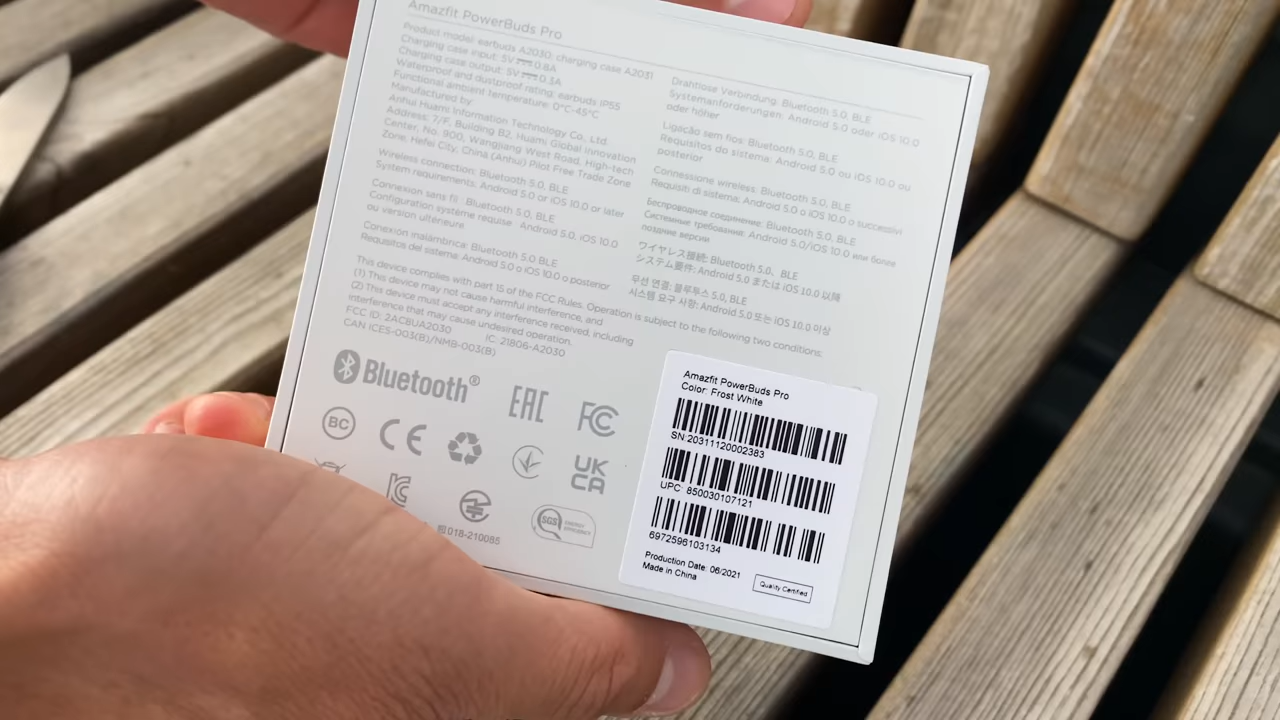 Amazfit PowerBuds Pro
Product model: earbuds A2030; charging case A2031
Charging case input: 5V⎓0.8A
Charging case output: 5V⎓0.3A
Waterproof and dustproof rating: earbuds IP55
Functional ambient temperature: 0°C-45°C
Manufactured by:
Anhui Huami Information Technology Co., Ltd.
Address: 7/F, Building B2, Huami Global Innovation
Center, No. 900, Wangjiang West Road, High-tech
Zone, Hefei City, China (Anhui) Pilot Free Trade Zone
Wireless connection: Bluetooth 5.0, BLE
System requirements: Android 5.0 or iOS 10.0 or later
Connexion sans fil : Bluetooth 5.0, BLE
Configuration système requise : Android 5.0, iOS 10.0
ou version ultérieure
Conexión inalámbrica: Bluetooth 5.0, BLE
Requisitos del sistema: Android 5.0 o iOS 10.0 o posterior
Drahtlose Verbindung: Bluetooth 5.0, BLE
Systemanforderungen: Android 5.0 oder iOS 10.0
oder höher
Ligação sem fios: Bluetooth 5.0, BLE
Requisitos do sistema: Android 5.0 ou iOS 10.0 ou
posterior
Connessione wireless: Bluetooth 5.0, BLE
Requisiti di sistema: Android 5.0 o iOS 10.0 o successivi
Беспроводное соединение: Bluetooth 5.0, BLE
Системные требования: Android 5.0/iOS 10.0 или более
поздние версии
ワイヤレス接続: Bluetooth 5.0、BLE
システム要件: Android 5.0 または iOS 10.0 以降
무선 연결: 블루투스 5.0, BLE
시스템 요구 사항: Android 5.0 또는 iOS 10.0 이상
This device complies with part 15 of the FCC Rules. Operation is subject to the following two conditions:
(1) This device may not cause harmful interference, and
(2) This device must accept any interference received, including
interference that may cause undesired operation.
FCC ID: 2AC8UA2030 IC: 21806-A2030
CAN ICES-003(B)/NMB-003(B)
Bluetooth®
EAC
FC
BC
CE
UK
CA
018-210085
SGS ENERGY
EFFICIENCY
Amazfit PowerBuds Pro
Color: Frost White
SN:20311120002383
UPC: 850030107121
6972596103134
Production Date: 06/2021
Made in China
Quality Certified